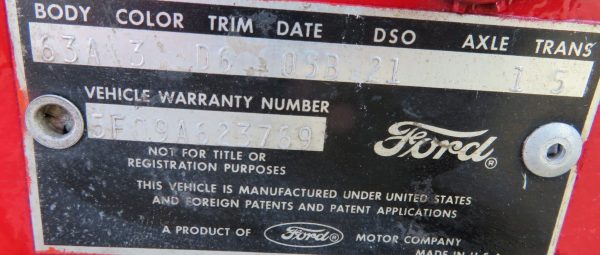 BODY COLOR TRIM DATE DSO AXLE TRANS
63A 3 D6 05B 21 1 5
VEHICLE WARRANTY NUMBER
5F09A623769
Ford®
NOT FOR TITLE OR
REGISTRATION PURPOSES
THIS VEHICLE IS MANUFACTURED UNDER UNITED STATES
AND FOREIGN PATENTS AND PATENT APPLICATIONS
A PRODUCT OF Ford® MOTOR COMPANY
MADE IN U.S.A